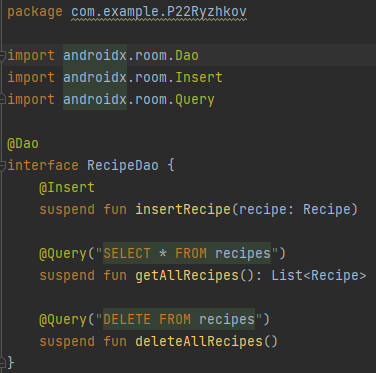 package com.example.P22Ryzhkov
import androidx.room.Dao
import androidx.room.Insert
import androidx.room.Query
@Dao
interface RecipeDao {
@Insert
suspend fun insertRecipe(recipe: Recipe)
@Query("SELECT * FROM recipes")
suspend fun getAllRecipes(): List<Recipe>
@Query("DELETE FROM recipes")
suspend fun deleteAllRecipes()
}